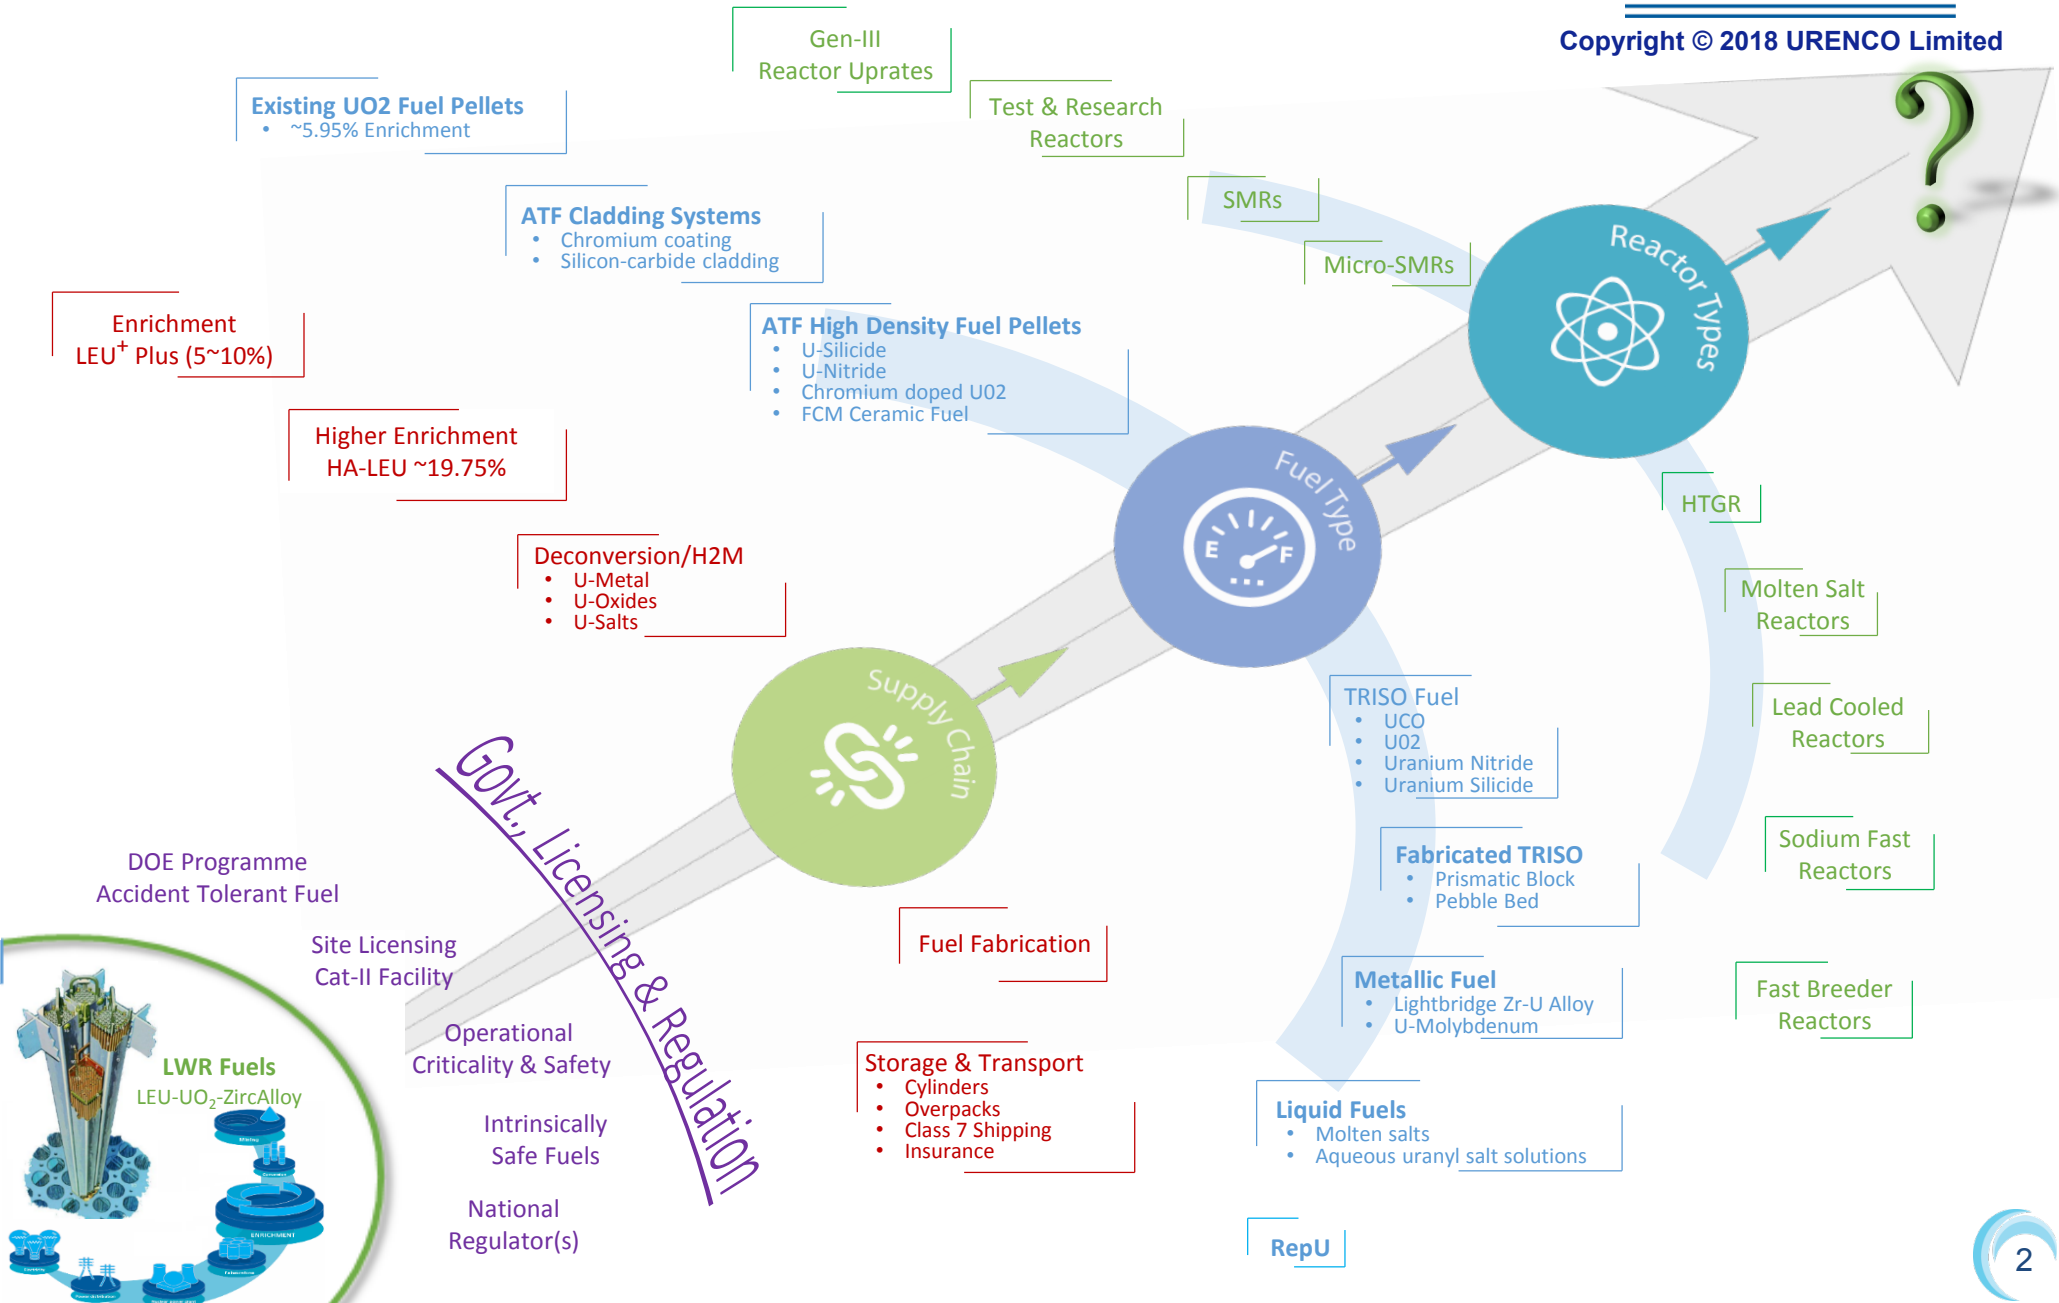 Copyright © 2018 URENCO Limited
Gen-III
Reactor Uprates
Test & Research
Reactors
SMRs
Micro-SMRs
Existing UO2 Fuel Pellets
• ~5.95% Enrichment
ATF Cladding Systems
• Chromium coating
• Silicon-carbide cladding
ATF High Density Fuel Pellets
• U-Silicide
• U-Nitride
• Chromium doped U02
• FCM Ceramic Fuel
Enrichment
LEU+ Plus (5~10%)
Higher Enrichment
HA-LEU ~19.75%
Deconversion/H2M
• U-Metal
• U-Oxides
• U-Salts
Reactor Types
Fuel Type
E F
Supply Chain
HTGR
Molten Salt
Reactors
Lead Cooled
Reactors
Sodium Fast
Reactors
Fast Breeder
Reactors
TRISO Fuel
• UCO
• U02
• Uranium Nitride
• Uranium Silicide
Fabricated TRISO
• Prismatic Block
• Pebble Bed
Metallic Fuel
• Lightbridge Zr-U Alloy
• U-Molybdenum
Liquid Fuels
• Molten salts
• Aqueous uranyl salt solutions
RepU
Fuel Fabrication
Storage & Transport
• Cylinders
• Overpacks
• Class 7 Shipping
• Insurance
Govt., Licensing & Regulation
DOE Programme
Accident Tolerant Fuel
Site Licensing
Cat-II Facility
Operational
Criticality & Safety
Intrinsically
Safe Fuels
National
Regulator(s)
LWR Fuels
LEU-UO₂-ZircAlloy
ENRICHMENT
?
2